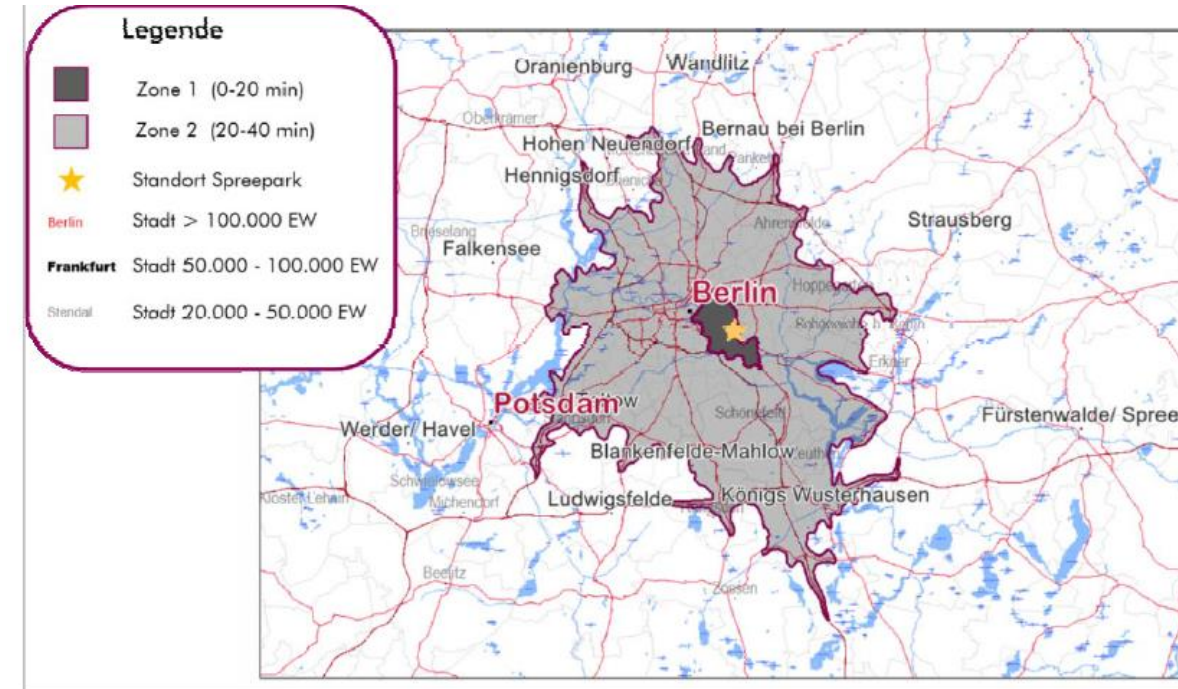 Legende
Zone 1 (0-20 min)
Zone 2 (20-40 min)
Standort Spreepark
Berlin Stadt > 100.000 EW
Frankfurt Stadt 50.000 - 100.000 EW
Stendal Stadt 20.000 - 50.000 EW
Oranienburg
Wandlitz
Oberkrämer
Bernau bei Berlin
Hohen Neuendorf
Hennigsdorf
Strausberg
Falkensee
Berlin
Erkner
Potsdam
Schönefeld
Fürstenwalde/ Spree
Werder/ Havel
Blankenfelde-Mahlow
Schwielowsee
Michendorf
Ludwigsfelde
Königs Wusterhausen
Beelitz
Zossen